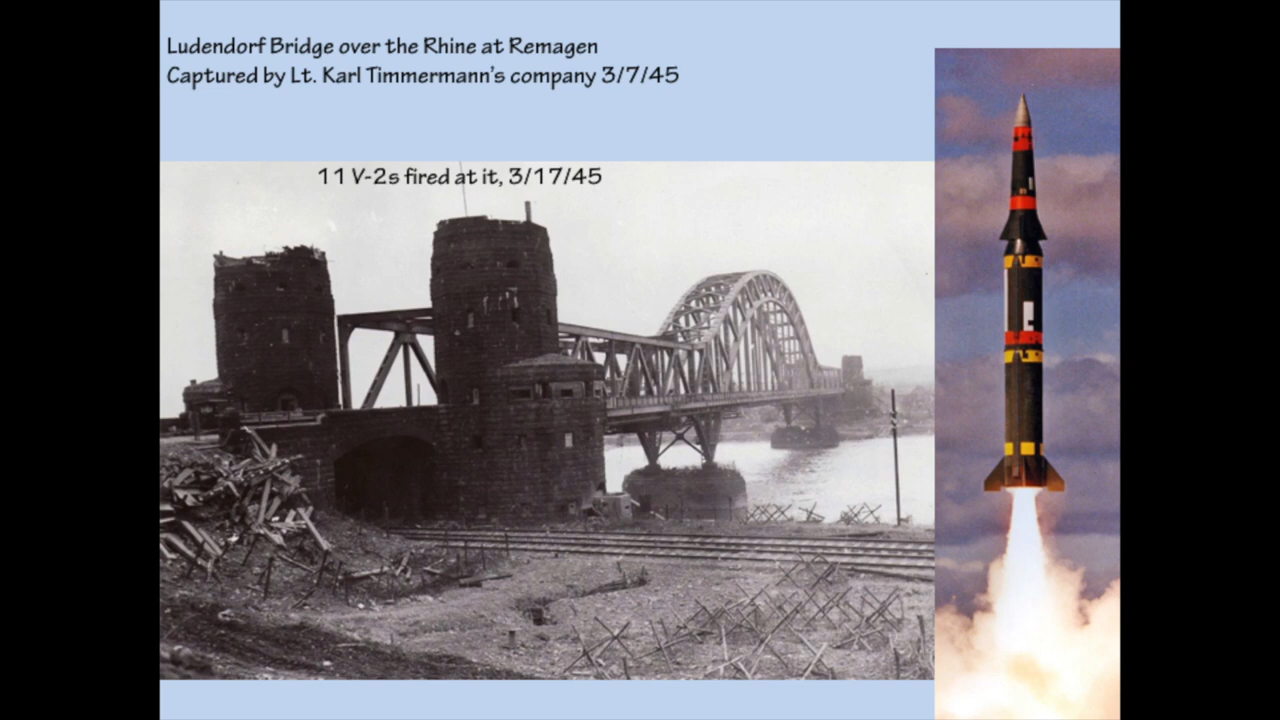 Ludendorf Bridge over the Rhine at Remagen
Captured by Lt. Karl Timmermann's company 3/7/45
11 V-2s fired at it, 3/17/45